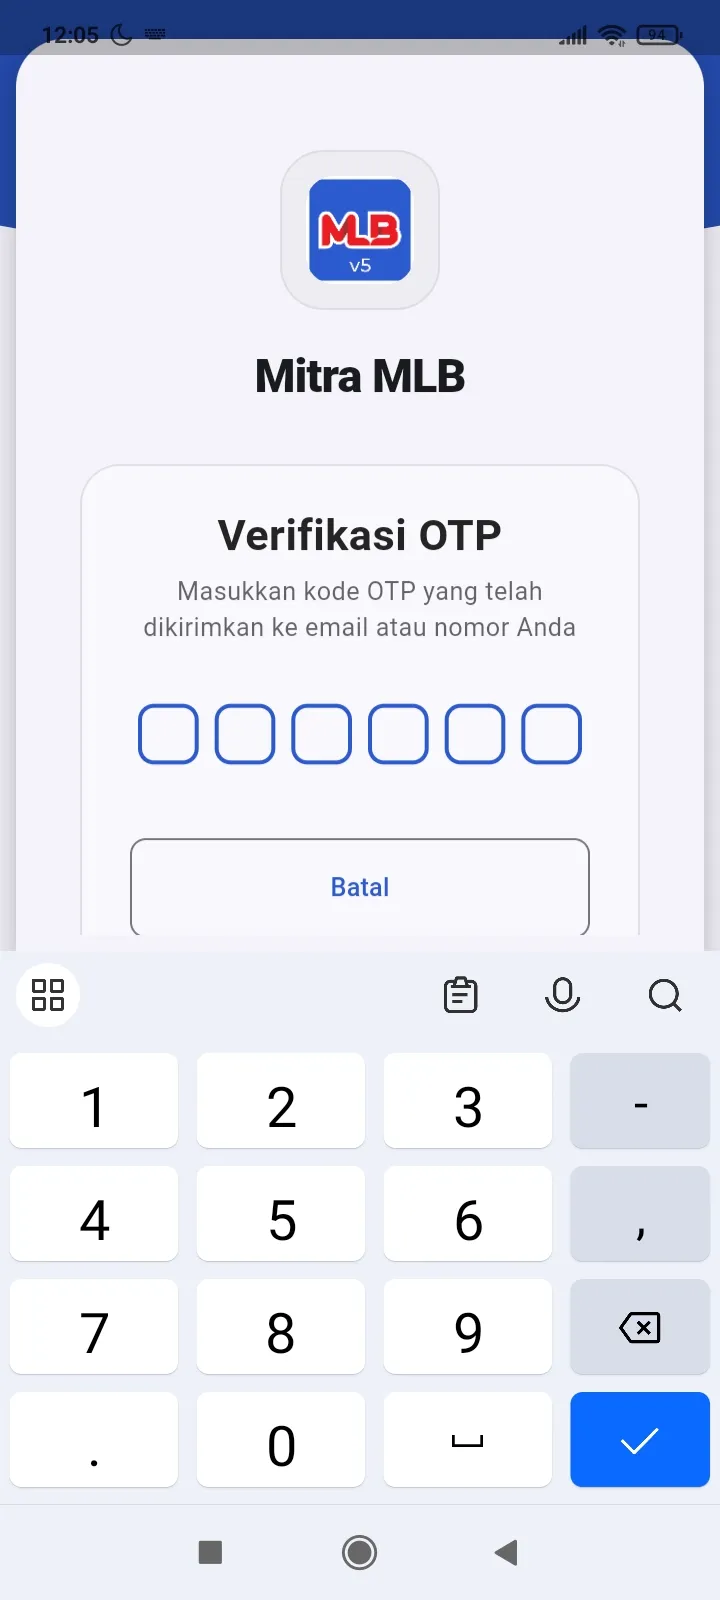 12:05
94
MLB
v5
Mitra MLB
Verifikasi OTP
Masukkan kode OTP yang telah
dikirimkan ke email atau nomor Anda
Batal
1 2 3 -
4 5 6 ,
7 8 9
. 0